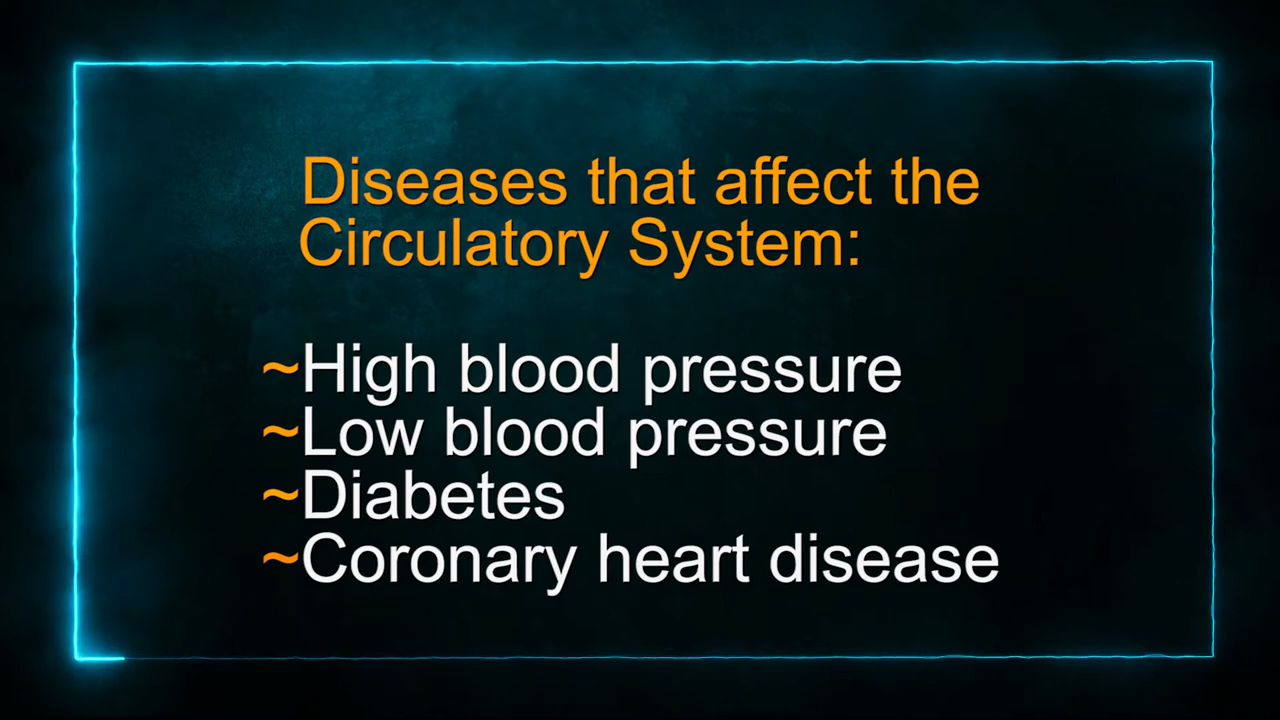 Diseases that affect the
Circulatory System:
~High blood pressure
~Low blood pressure
~Diabetes
~Coronary heart disease